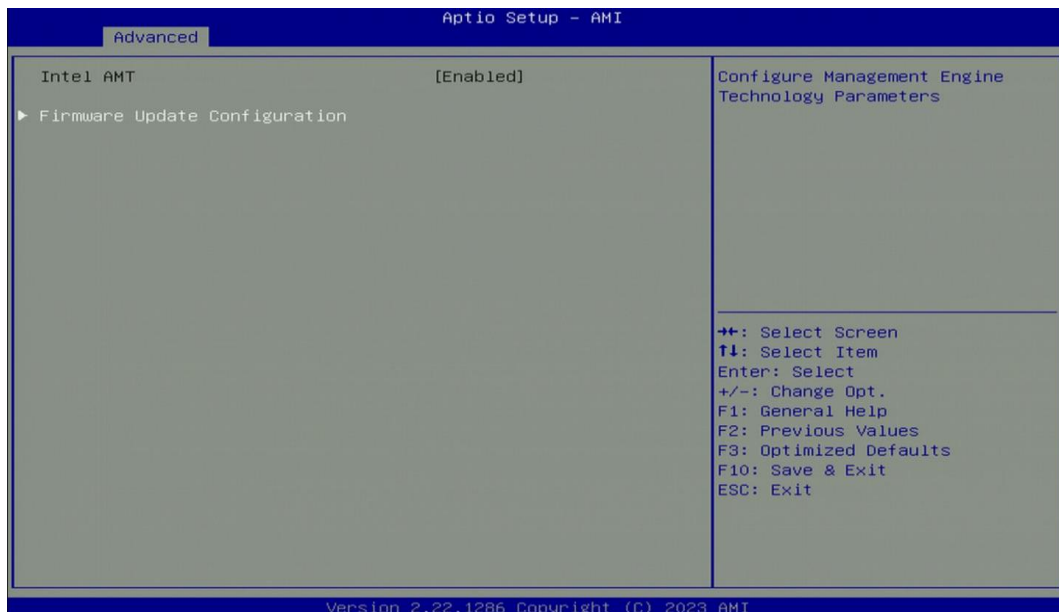 Aptio Setup - AMI
Advanced
Intel AMT [Enabled]
► Firmware Update Configuration
Configure Management Engine
Technology Parameters
→←: Select Screen
↑↓: Select Item
Enter: Select
+/-: Change Opt.
F1: General Help
F2: Previous Values
F3: Optimized Defaults
F10: Save & Exit
ESC: Exit
Version 2.22.1286 Copyright (C) 2023 AMI